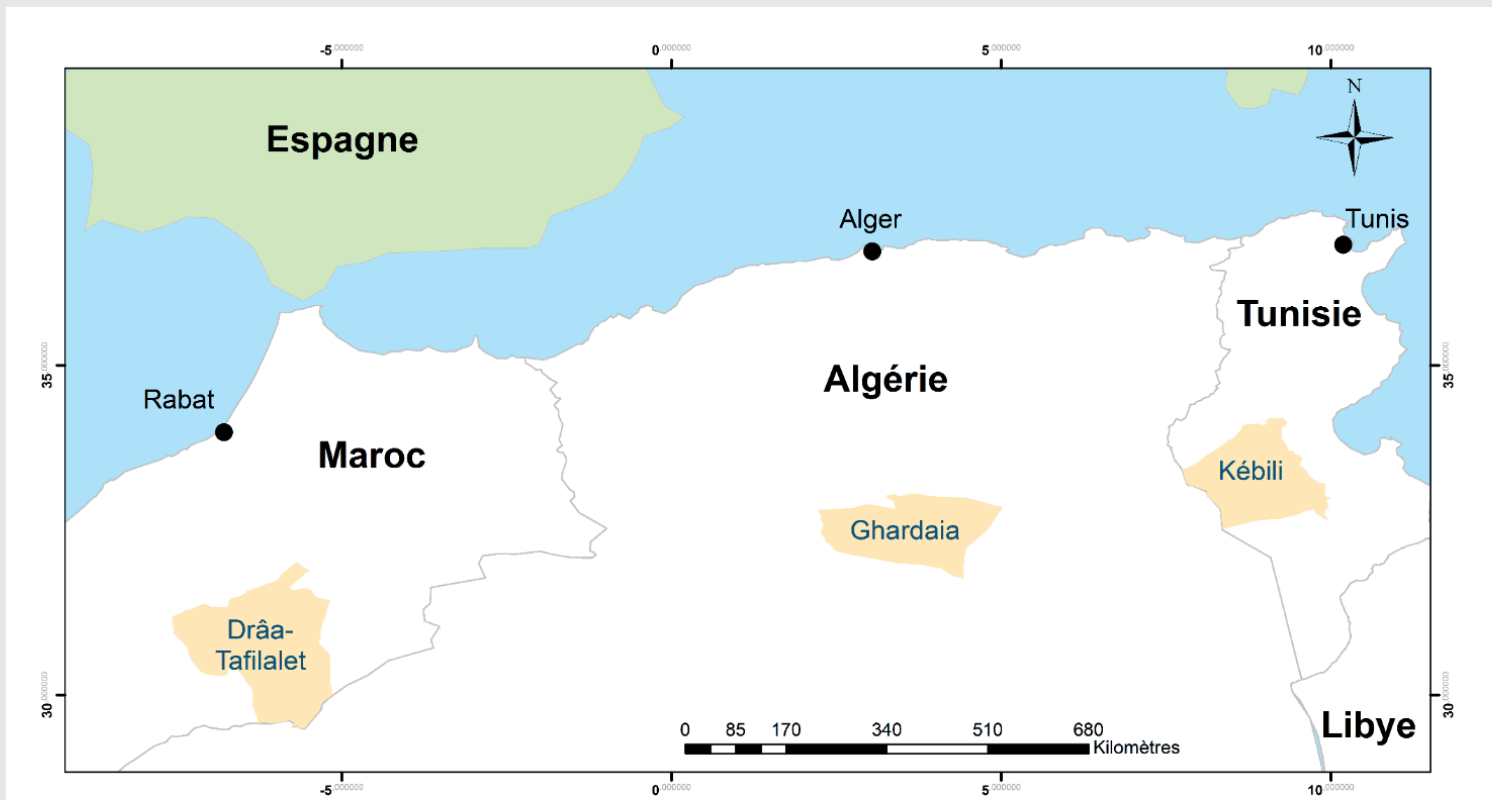 -5.000000 0.000000 5.000000 10.000000
N
Espagne
Alger
Tunis
Tunisie
35.000000
35.000000
Algérie
Rabat
Maroc
Kébili
Ghardaia
Drâa-
Tafilalet
30.000000
30.000000
Libye
0 85 170 340 510 680
Kilomètres
-5.000000 0.000000 5.000000 10.000000